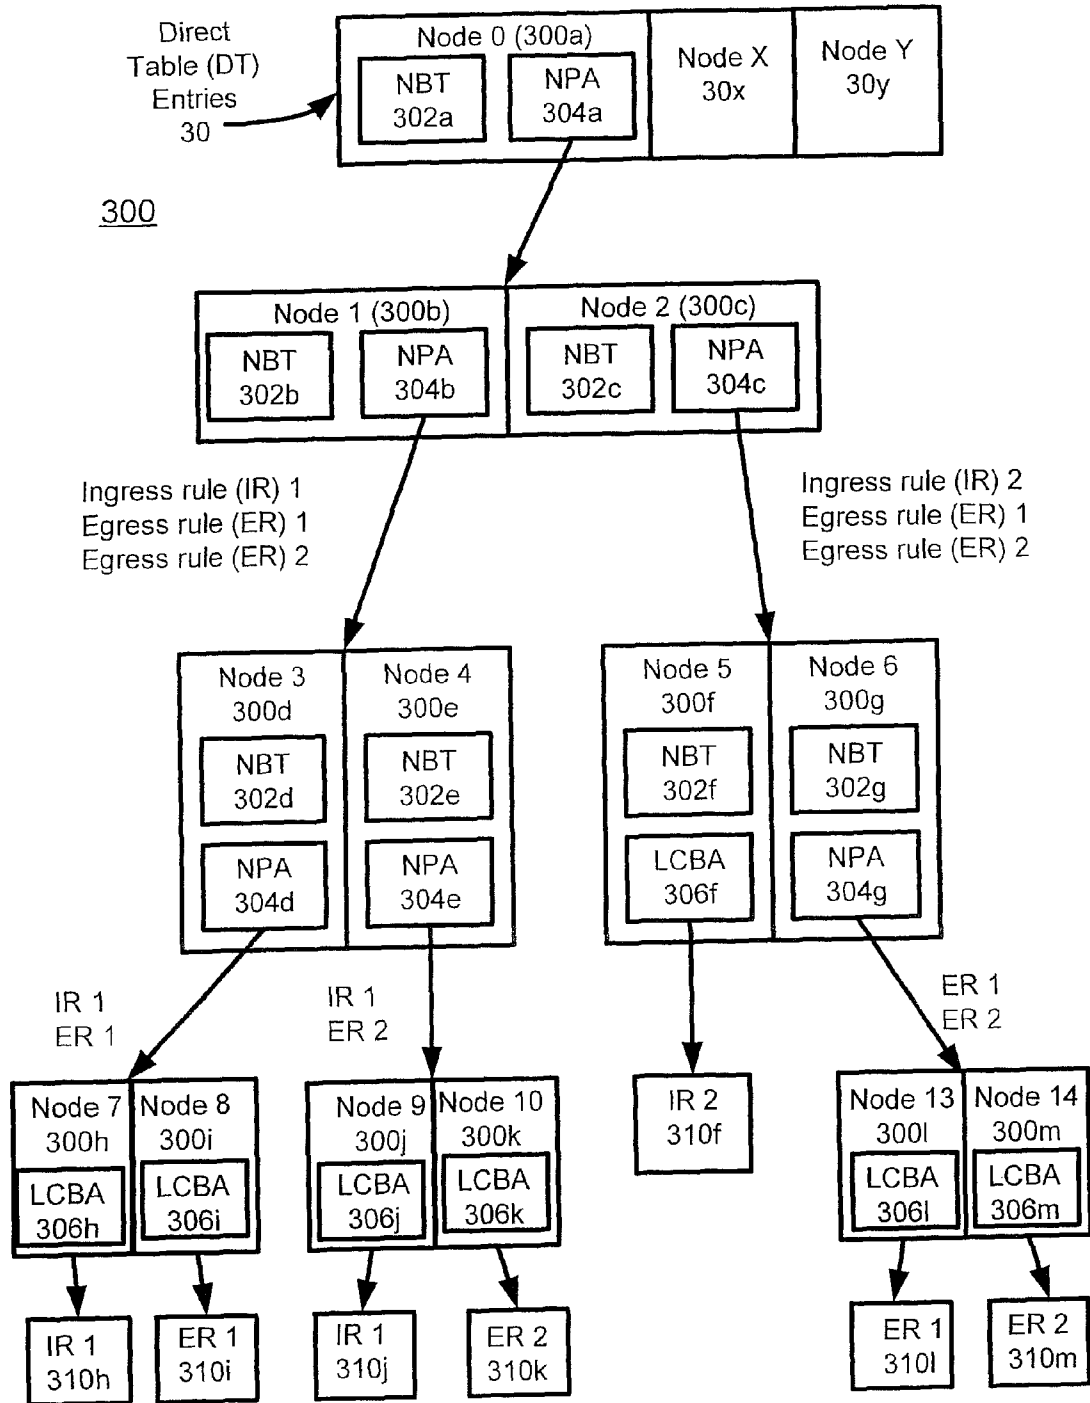 Direct
Table (DT)
Entries
30
Node 0 (300a)
NBT
302a
NPA
304a
Node X
30x
Node Y
30y
300
Node 1 (300b)
NBT
302b
NPA
304b
Node 2 (300c)
NBT
302c
NPA
304c
Ingress rule (IR) 1
Egress rule (ER) 1
Egress rule (ER) 2
Ingress rule (IR) 2
Egress rule (ER) 1
Egress rule (ER) 2
Node 3
300d
NBT
302d
NPA
304d
Node 4
300e
NBT
302e
NPA
304e
Node 5
300f
NBT
302f
LCBA
306f
Node 6
300g
NBT
302g
NPA
304g
IR 1
ER 1
IR 1
ER 2
ER 1
ER 2
Node 7
300h
LCBA
306h
Node 8
300i
LCBA
306i
Node 9
300j
LCBA
306j
Node 10
300k
LCBA
306k
IR 2
310f
Node 13
300l
LCBA
306l
Node 14
300m
LCBA
306m
IR 1
310h
ER 1
310i
IR 1
310j
ER 2
310k
ER 1
310l
ER 2
310m